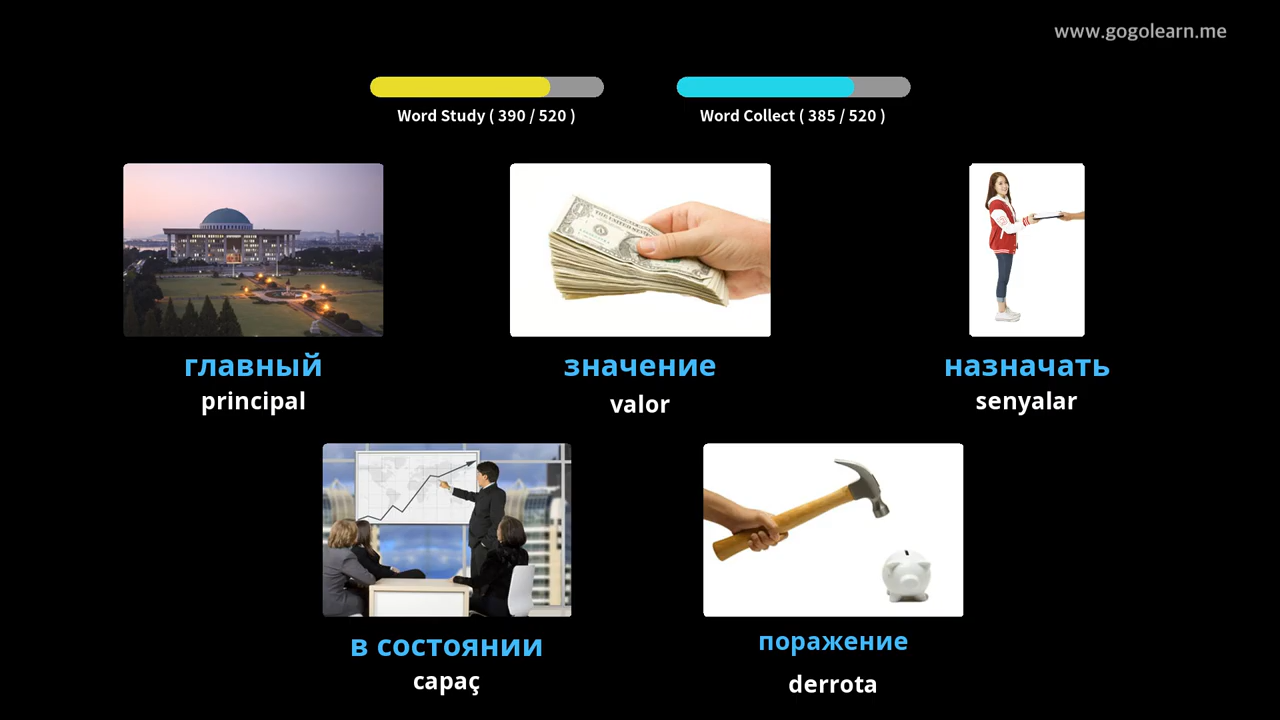 www.gogolearn.me
Word Study ( 390 / 520 )
Word Collect ( 385 / 520 )
главный
principal
значение
valor
назначать
senyalar
в состоянии
capaç
поражение
derrota